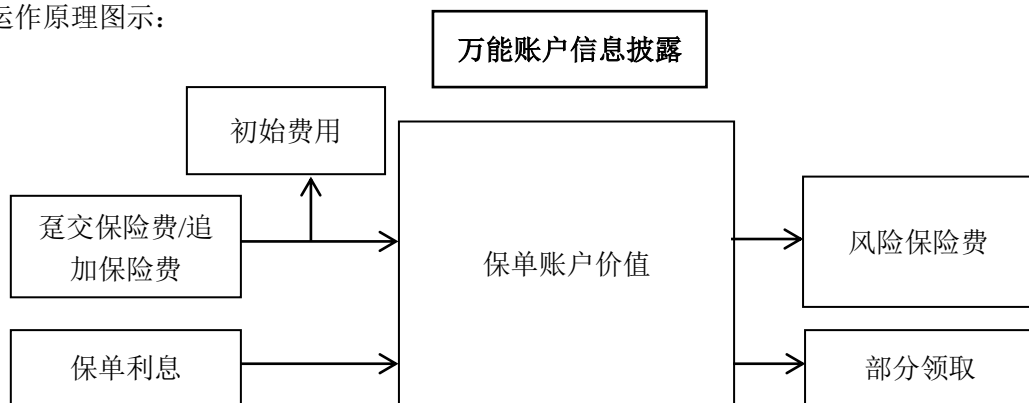 运作原理图示：
万能账户信息披露
初始费用
趸交保险费/追
加保险费
保单账户价值
风险保险费
保单利息
部分领取